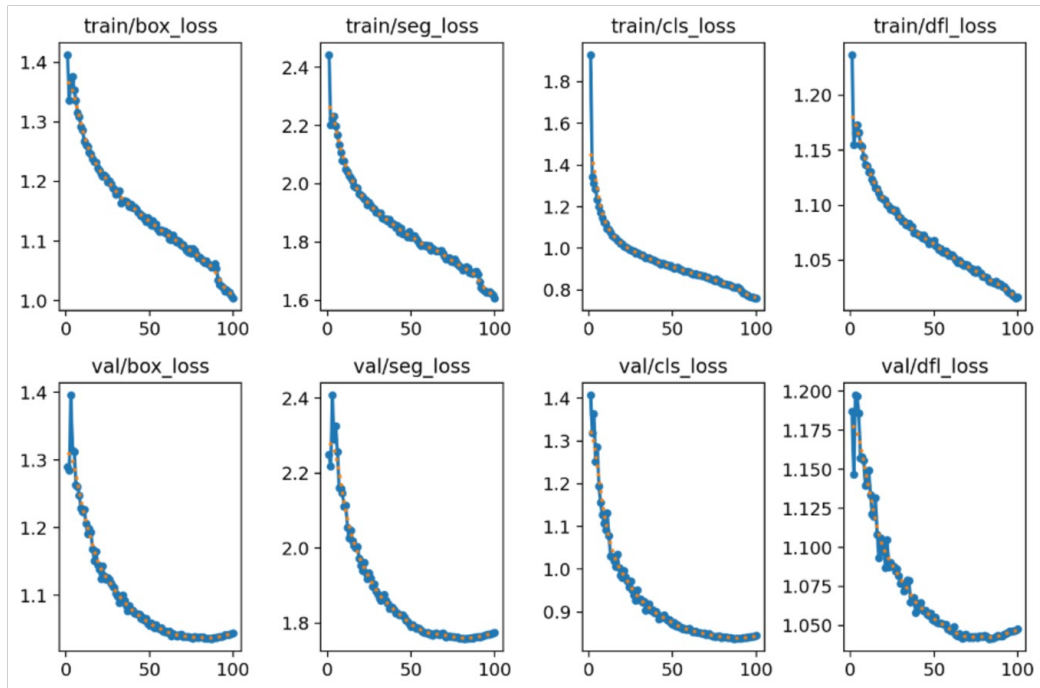 train/box_loss train/seg_loss train/cls_loss train/dfl_loss
1.4 2.4 1.8 1.20
1.3 2.2 1.6 1.15
1.2 2.0 1.4 1.10
1.1 1.8 1.2 1.05
1.0 1.6 1.0
0.8
0 50 100 0 50 100 0 50 100 0 50 100
val/box_loss val/seg_loss val/cls_loss val/dfl_loss
1.4 2.4 1.4 1.200
1.3 2.2 1.3 1.175
1.2 2.0 1.2 1.150
1.1 1.8 1.1 1.125
1.0 1.100
0.9 1.075
1.050
0 50 100 0 50 100 0 50 100 0 50 100